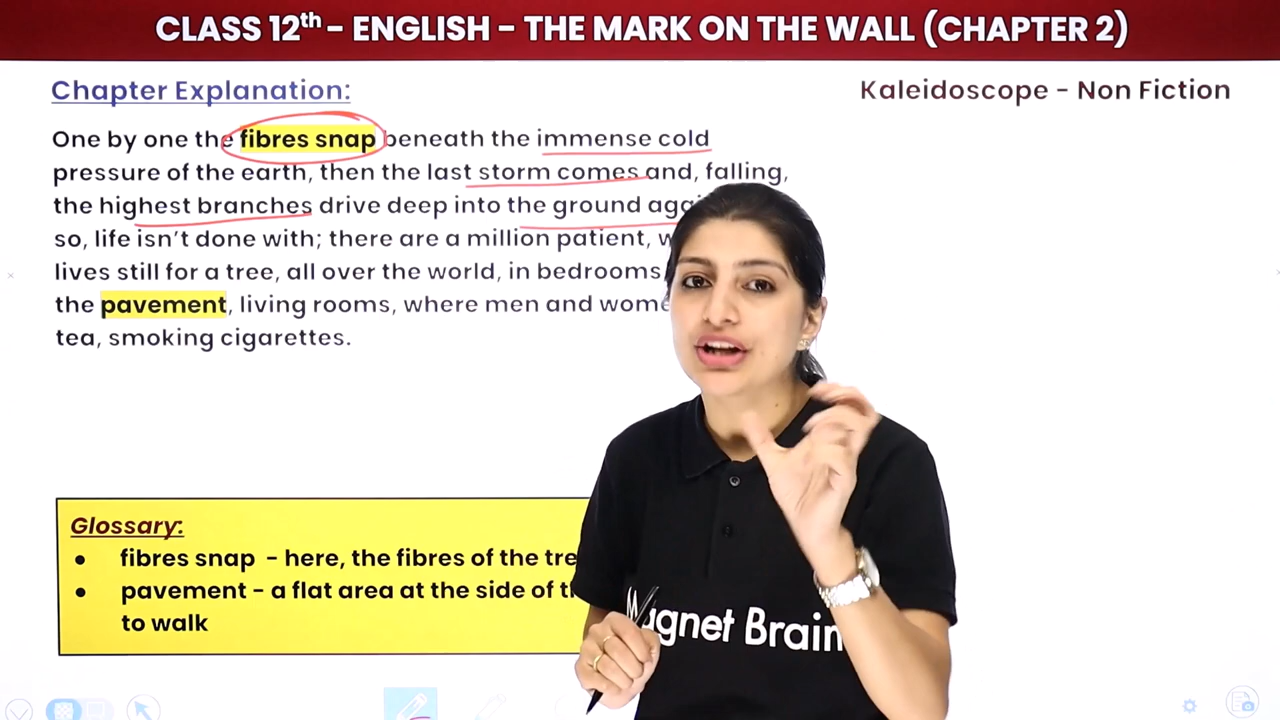 CLASS 12th - ENGLISH - THE MARK ON THE WALL (CHAPTER 2)
Chapter Explanation:
Kaleidoscope - Non Fiction
One by one the fibres snap beneath the immense cold
pressure of the earth, then the last storm comes and, falling,
the highest branches drive deep into the ground
so, life isn't done with; there are a million patient,
lives still for a tree, all over the world, in bedrooms
the pavement, living rooms, where men and
tea, smoking cigarettes.
Glossary:
• fibres snap - here, the fibres of the
• pavement - a flat area at the side of
to walk
Magnet Brain